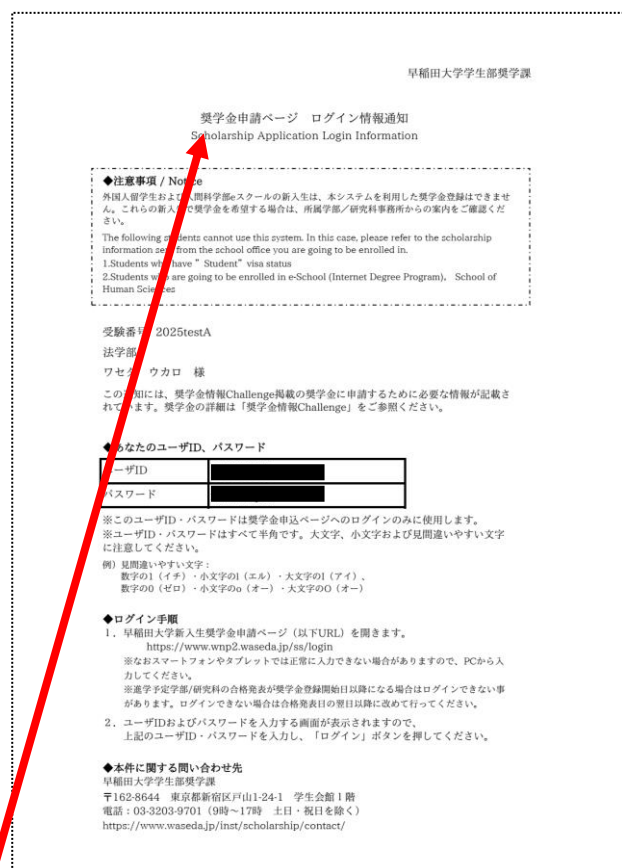 早稲田大学学生部奨学課
奨学金申請ページ　ログイン情報通知
Scholarship Application Login Information
◆注意事項 / Notice
外国人留学生および人間科学部eスクールの新入生は、本システムを利用した奨学金登録はできませ
ん。これらの新入生で奨学金を希望する場合は、所属学部／研究科事務所からの案内をご確認くだ
さい。
The following students cannot use this system. In this case, please refer to the scholarship
information sent from the school office you are going to be enrolled in.
1.Students who have ” Student” visa status
2.Students who are going to be enrolled in e-School (Internet Degree Program), School of
Human Sciences
受験番号 2025testA
法学部
ワセダ ウカロ 様
この通知には、奨学金情報Challenge掲載の奨学金に申請するために必要な情報が記載さ
れています。奨学金の詳細は「奨学金情報Challenge」をご参照ください。
◆あなたのユーザID、パスワード
ユーザID
パスワード
※このユーザID・パスワードは奨学金申込ページへのログインのみに使用します。
※ユーザID・パスワードはすべて半角です。大文字、小文字および見間違いやすい文字
に注意してください。
例）見間違いやすい文字：
数字の1（イチ）・小文字のl（エル）・大文字のI（アイ）、
数字の0（ゼロ）・小文字のo（オー）・大文字のO（オー）
◆ログイン手順
1．早稲田大学新入生奨学金申請ページ（以下URL）を開きます。
https://www.wnp2.waseda.jp/ss/login
※なおスマートフォンやタブレットでは正常に入力できない場合がありますので、PCから入
力してください。
※進学予定学部/研究科の合格発表が奨学金登録開始日以降になる場合はログインできない事
があります。ログインできない場合は合格発表日の翌日以降に改めて行ってください。
2．ユーザIDおよびパスワードを入力する画面が表示されますので、
上記のユーザID・パスワードを入力し、「ログイン」ボタンを押してください。
◆本件に関する問い合わせ先
早稲田大学学生部奨学課
〒162-8644　東京都新宿区戸山1-24-1　学生会館1階
電話：03-3203-9701（9時～17時　土日・祝日を除く）
https://www.waseda.jp/inst/scholarship/contact/